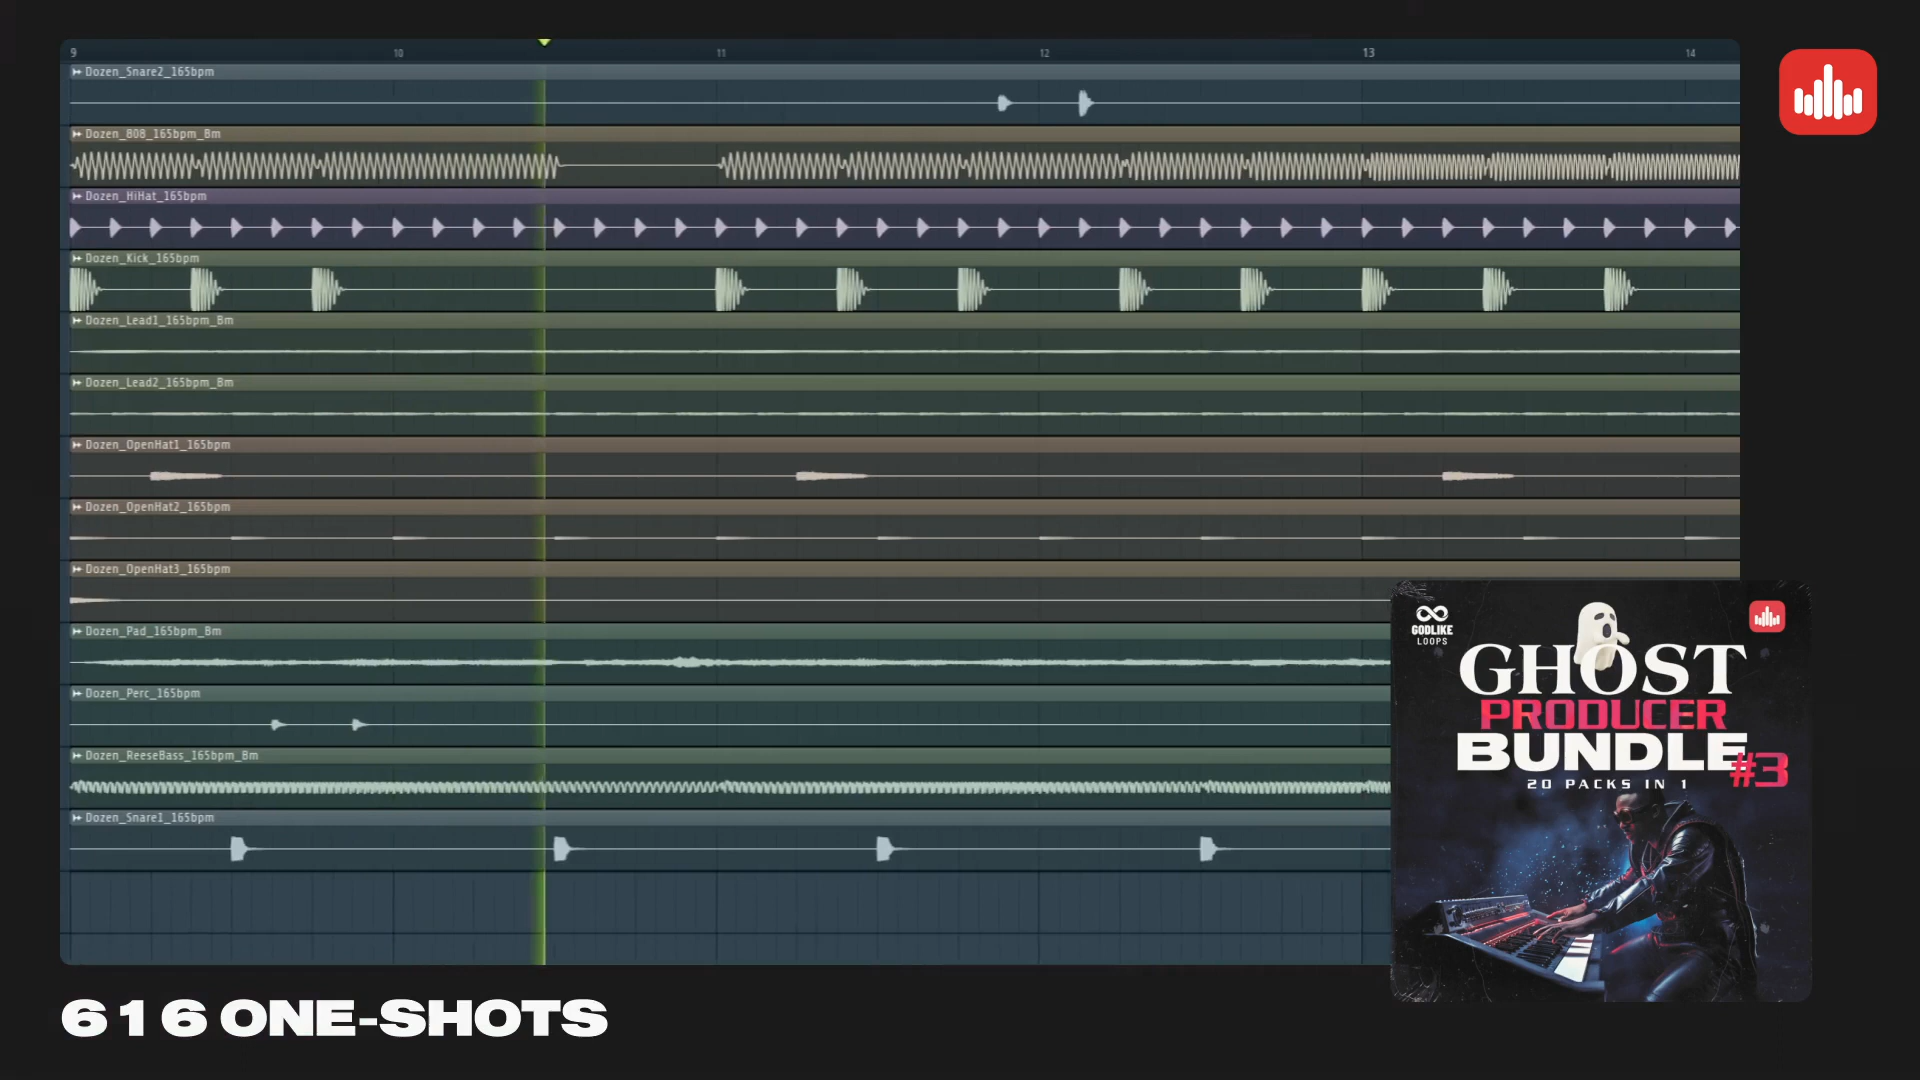 9 10 11 12 13 14
Dozen_Snare2_165bpm
Dozen_808_165bpm_Bm
Dozen_HiHat_165bpm
Dozen_Kick_165bpm
Dozen_Lead1_165bpm_Bm
Dozen_Lead2_165bpm_Bm
Dozen_OpenHat1_165bpm
Dozen_OpenHat2_165bpm
Dozen_OpenHat3_165bpm
Dozen_Pad_165bpm_Bm
Dozen_Perc_165bpm
Dozen_ReeseBass_165bpm_Bm
Dozen_Snare1_165bpm
GODLIKE
LOOPS
GHOST
PRODUCER
BUNDLE
#3
20 PACKS IN 1
616 ONE-SHOTS